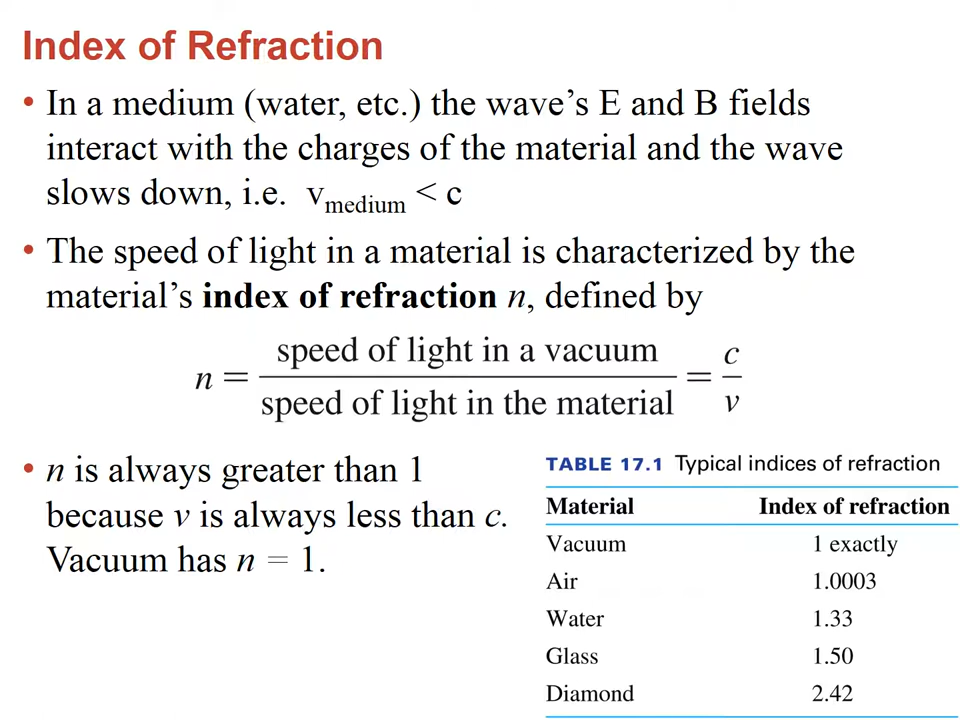 Index of Refraction
• In a medium (water, etc.) the wave’s E and B fields
interact with the charges of the material and the wave
slows down, i.e. vmedium < c
• The speed of light in a material is characterized by the
material’s index of refraction n, defined by
n = speed of light in a vacuum / speed of light in the material = c / v
• n is always greater than 1
because v is always less than c.
Vacuum has n = 1.
TABLE 17.1 Typical indices of refraction
Material Index of refraction
Vacuum 1 exactly
Air 1.0003
Water 1.33
Glass 1.50
Diamond 2.42